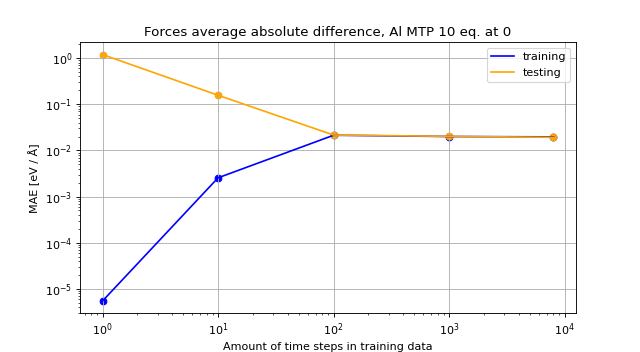 Forces average absolute difference, Al MTP 10 eq. at 0
training
testing
MAE [eV / Å]
10⁰
10⁻¹
10⁻²
10⁻³
10⁻⁴
10⁻⁵
10⁰ 10¹ 10² 10³ 10⁴
Amount of time steps in training data